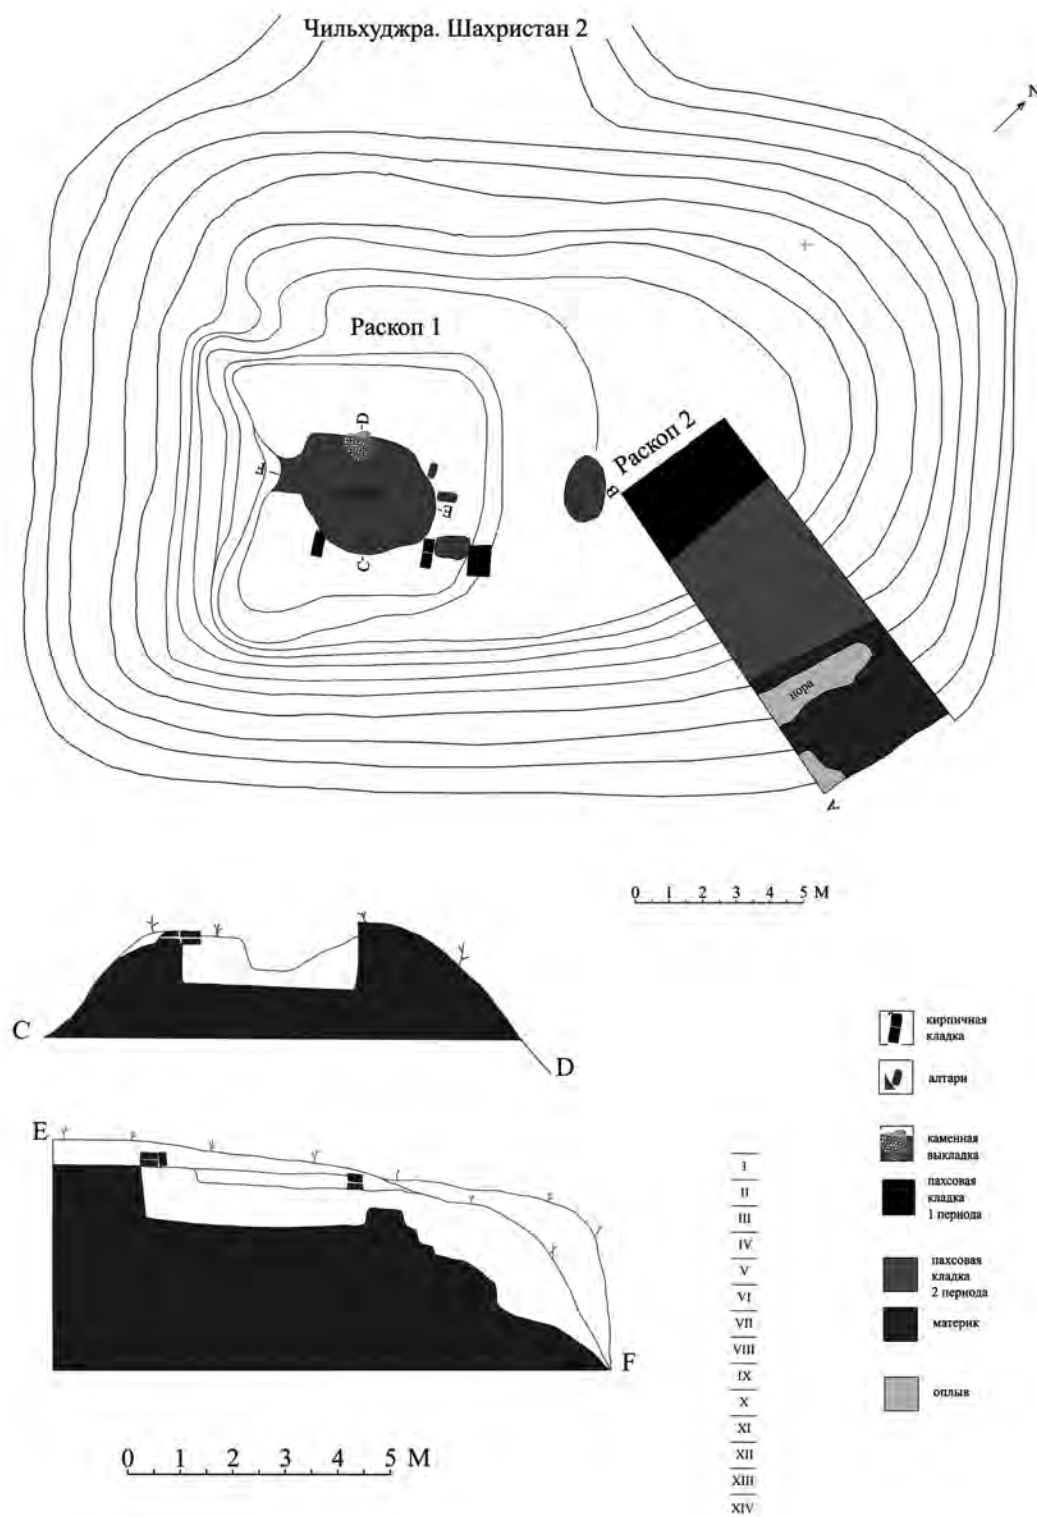 Чильхуджра. Шахристан 2
N
Раскоп 1
D
F
E
C
Раскоп 2
B
нора
A
0 1 2 3 4 5 М
C
D
E
F
0 1 2 3 4 5 М
I
II
III
IV
V
VI
VII
VIII
IX
X
XI
XII
XIII
XIV
кирпичная
кладка
алтари
каменная
выкладка
пахсовая
кладка
1 периода
пахсовая
кладка
2 периода
материк
оплыв